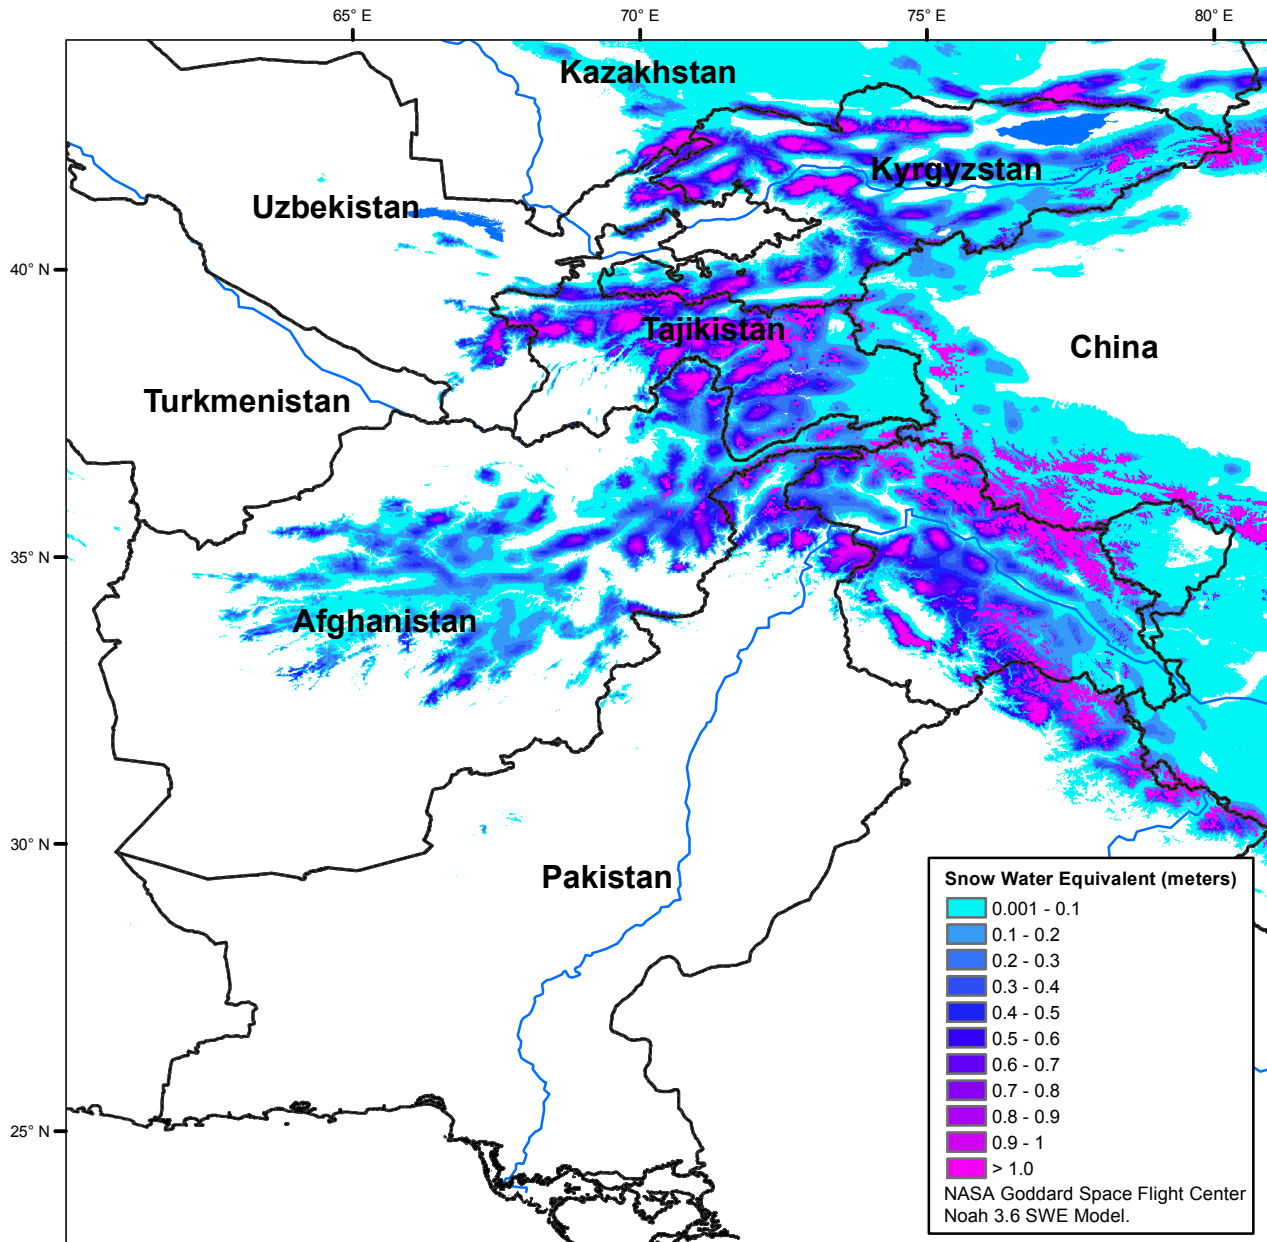 65° E
70° E
75° E
80° E
Kazakhstan
Kyrgyzstan
Uzbekistan
40° N
Tajikistan
China
Turkmenistan
35° N
Afghanistan
30° N
Pakistan
25° N
Snow Water Equivalent (meters)
0.001 - 0.1
0.1 - 0.2
0.2 - 0.3
0.3 - 0.4
0.4 - 0.5
0.5 - 0.6
0.6 - 0.7
0.7 - 0.8
0.8 - 0.9
0.9 - 1
> 1.0
NASA Goddard Space Flight Center
Noah 3.6 SWE Model.